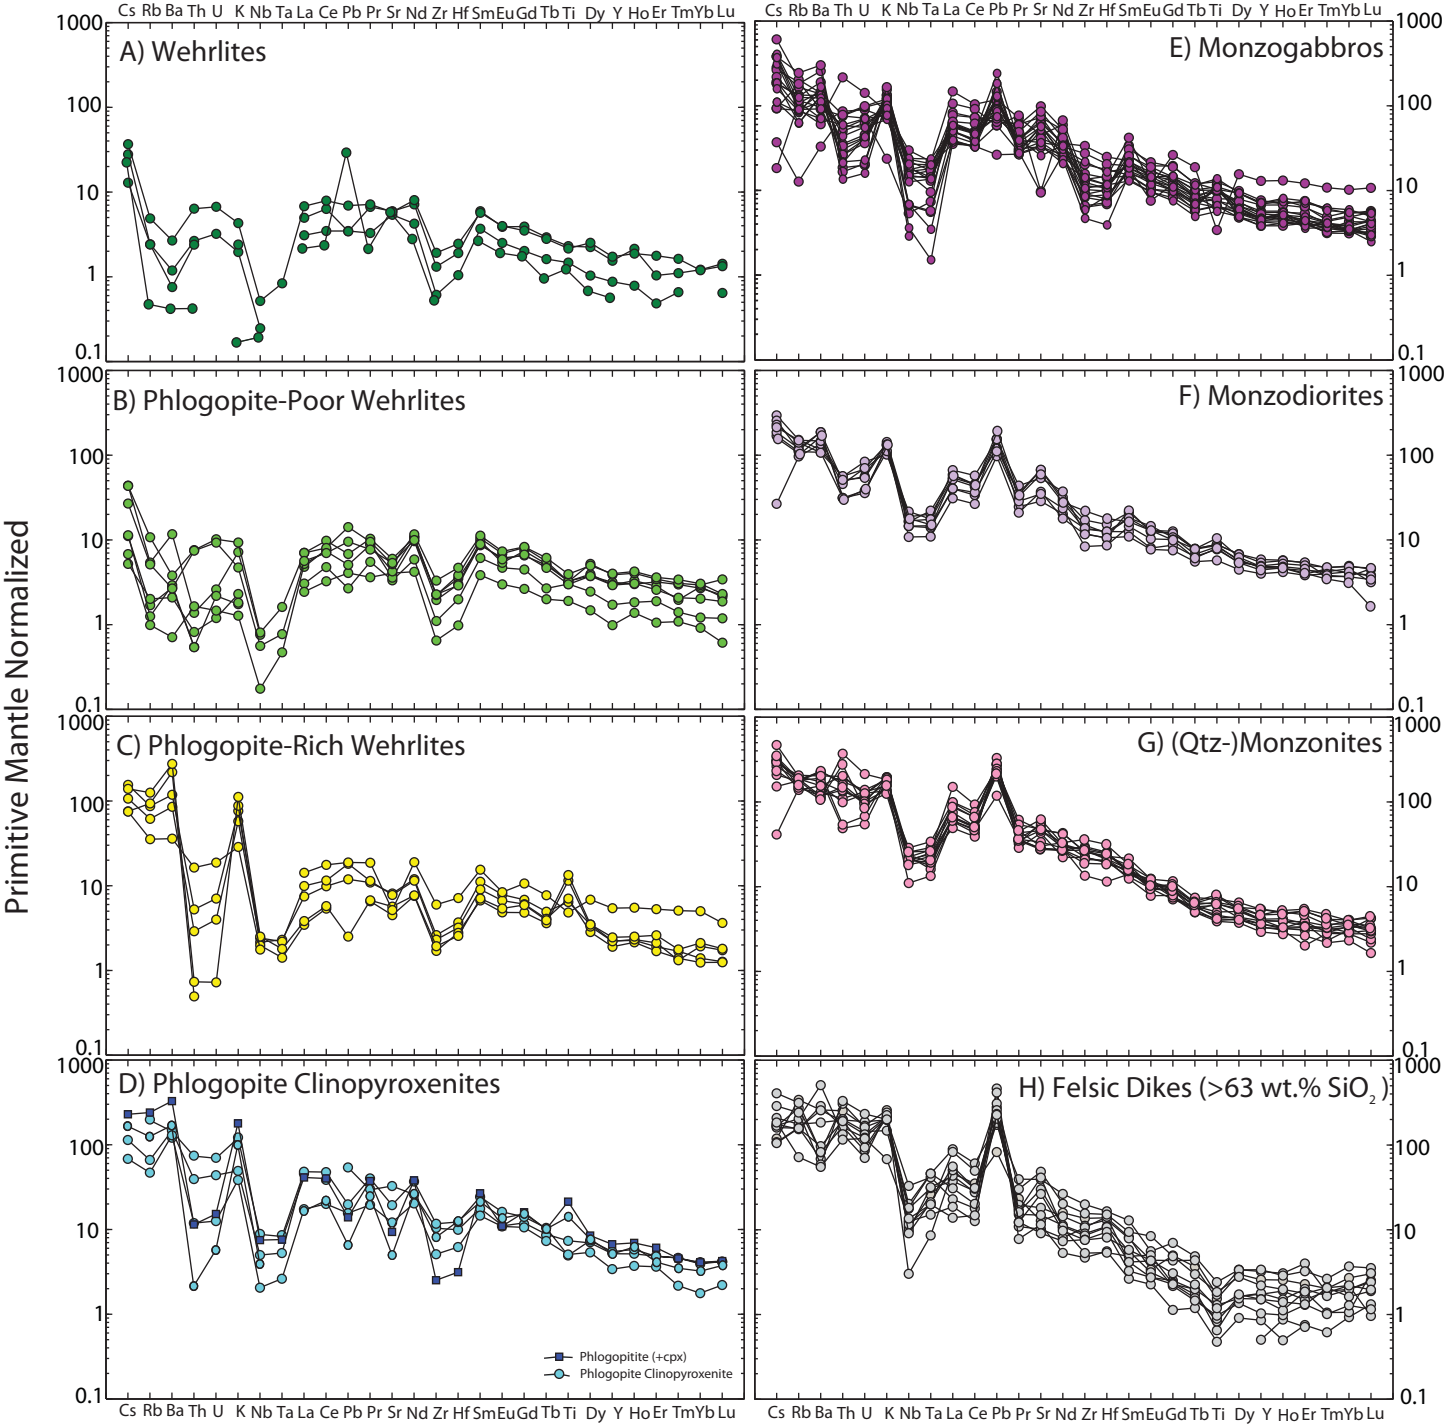 Cs Rb Ba Th U K Nb Ta La Ce Pb Pr Sr Nd Zr Hf Sm Eu Gd Tb Ti Dy Y Ho Er Tm Yb Lu
Cs Rb Ba Th U K Nb Ta La Ce Pb Pr Sr Nd Zr Hf Sm Eu Gd Tb Ti Dy Y Ho Er Tm Yb Lu
Primitive Mantle Normalized
A) Wehrlites
1000
100
10
1
0.1
E) Monzogabbros
1000
100
10
1
0.1
B) Phlogopite-Poor Wehrlites
1000
100
10
1
0.1
F) Monzodiorites
1000
100
10
1
0.1
C) Phlogopite-Rich Wehrlites
1000
100
10
1
0.1
G) (Qtz-)Monzonites
1000
100
10
1
0.1
D) Phlogopite Clinopyroxenites
1000
100
10
1
0.1
Phlogopitite (+cpx)
Phlogopite Clinopyroxenite
H) Felsic Dikes (>63 wt.% SiO₂ )
1000
100
10
1
0.1
Cs Rb Ba Th U K Nb Ta La Ce Pb Pr Sr Nd Zr Hf Sm Eu Gd Tb Ti Dy Y Ho Er Tm Yb Lu
Cs Rb Ba Th U K Nb Ta La Ce Pb Pr Sr Nd Zr Hf Sm Eu Gd Tb Ti Dy Y Ho Er Tm Yb Lu